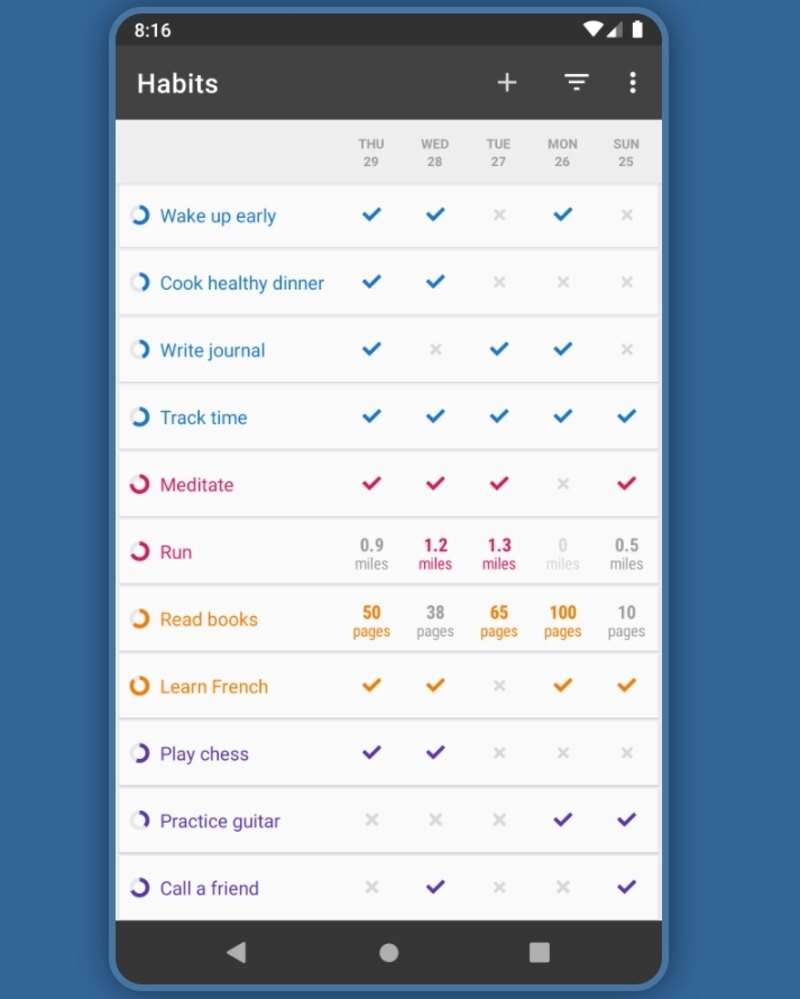 8:16
Habits
THU WED TUE MON SUN
29 28 27 26 25
Wake up early
Cook healthy dinner
Write journal
Track time
Meditate
Run 0.9 miles 1.2 miles 1.3 miles 0 miles 0.5 miles
Read books 50 pages 38 pages 65 pages 100 pages 10 pages
Learn French
Play chess
Practice guitar
Call a friend